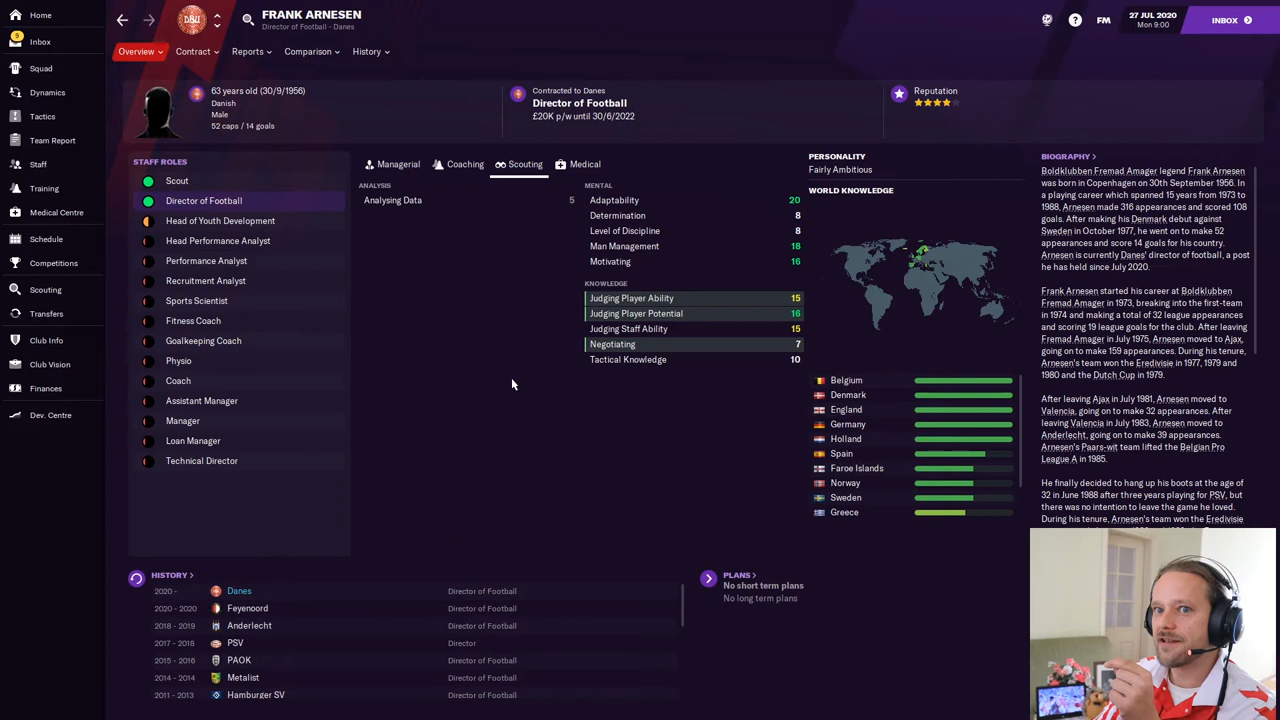 Home
9
Inbox
Squad
Dynamics
Tactics
Team Report
Staff
Training
Medical Centre
Schedule
Competitions
Scouting
Transfers
Club Info
Club Vision
Finances
Dev. Centre
DBU
FRANK ARNESEN
Director of Football - Danes
?
FM
27 JUL 2020
Mon 9:00
INBOX
Overview
Contract
Reports
Comparison
History
63 years old (30/9/1956)
Danish
Male
52 caps / 14 goals
Contracted to Danes
Director of Football
£20K p/w until 30/6/2022
Reputation
STAFF ROLES
Scout
Director of Football
Head of Youth Development
Head Performance Analyst
Performance Analyst
Recruitment Analyst
Sports Scientist
Fitness Coach
Goalkeeping Coach
Physio
Coach
Assistant Manager
Manager
Loan Manager
Technical Director
Managerial
Coaching
Scouting
Medical
ANALYSIS
Analysing Data 5
MENTAL
Adaptability 20
Determination 8
Level of Discipline 8
Man Management 18
Motivating 16
KNOWLEDGE
Judging Player Ability 15
Judging Player Potential 16
Judging Staff Ability 15
Negotiating 7
Tactical Knowledge 10
PERSONALITY
Fairly Ambitious
WORLD KNOWLEDGE
Belgium
Denmark
England
Germany
Holland
Spain
Faroe Islands
Norway
Sweden
Greece
BIOGRAPHY >
Boldklubben Fremad Amager
legend Frank Arnesen
was born in Copenhagen on 30th September 1956. In
a playing career which spanned 15 years from 1973 to
1988, Arnesen made 316 appearances and scored 108
goals. After making his Denmark debut against
Sweden in October 1977, he went on to make 52
appearances and score 14 goals for his country.
Arnesen is currently Danes' director of football, a post
he has held since July 2020.
Frank Arnesen started his career at Boldklubben
Fremad Amager in 1973, breaking into the first-team
in 1974 and making a total of 32 league appearances
and scoring 19 league goals for the club. After leaving
Fremad Amager in July 1975, Arnesen moved to Ajax,
going on to make 159 appearances. During his tenure,
Arnesen's team won the Eredivisie in 1977, 1979 and
1980 and the Dutch Cup in 1979.
After leaving Ajax in July 1981, Arnesen moved to
Valencia, going on to make 32 appearances. After
leaving Valencia in July 1983, Arnesen moved to
Anderlecht, going on to make 39 appearances.
Arnesen's Paars-wit team lifted the Belgian Pro
League A in 1985.
He finally decided to hang up his boots at the age of
32 in June 1988 after three years playing for PSV, but
there was no intention to leave the game he loved.
During his tenure, Arnesen's team won the Eredivisie
HISTORY >
2020 - Danes Director of Football
2020 - 2020 Feyenoord Director of Football
2018 - 2019 Anderlecht Director of Football
2017 - 2018 PSV Director
2015 - 2016 PAOK Director of Football
2014 - 2014 Metalist Director of Football
2011 - 2013 Hamburger SV Director of Football
PLANS >
No short term plans
No long term plans